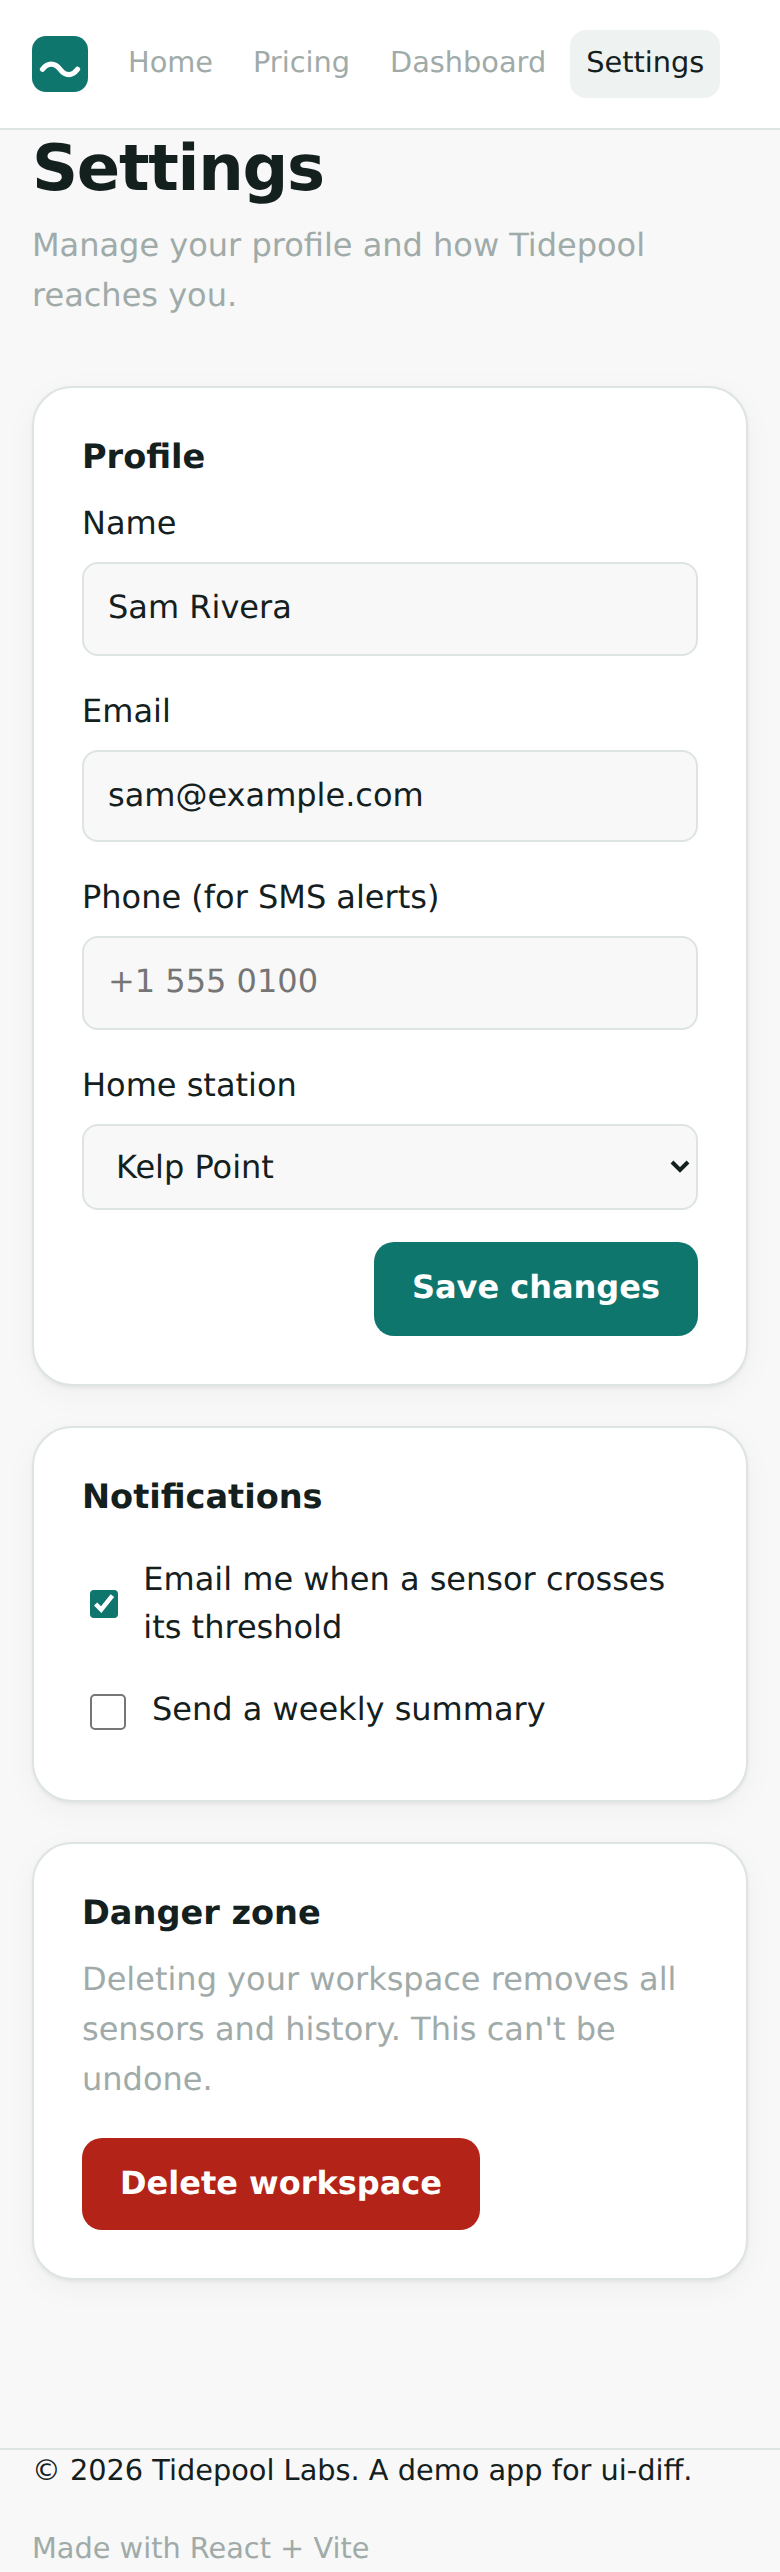 Home Pricing Dashboard Settings
Settings
Manage your profile and how Tidepool
reaches you.
Profile
Name
Sam Rivera
Email
sam@example.com
Phone (for SMS alerts)
+1 555 0100
Home station
Kelp Point
Save changes
Notifications
Email me when a sensor crosses
its threshold
Send a weekly summary
Danger zone
Deleting your workspace removes all
sensors and history. This can't be
undone.
Delete workspace
© 2026 Tidepool Labs. A demo app for ui-diff.
Made with React + Vite